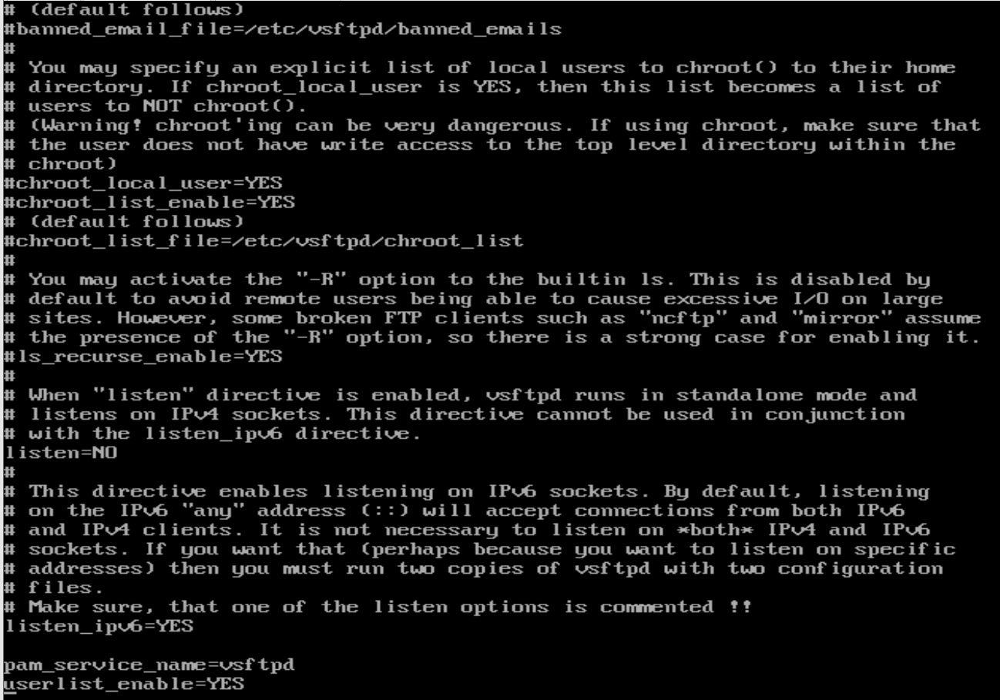 # (default follows)
#banned_email_file=/etc/vsftpd/banned_emails
#
# You may specify an explicit list of local users to chroot() to their home
# directory. If chroot_local_user is YES, then this list becomes a list of
# users to NOT chroot().
# (Warning! chroot'ing can be very dangerous. If using chroot, make sure that
# the user does not have write access to the top level directory within the
# chroot)
#chroot_local_user=YES
#chroot_list_enable=YES
# (default follows)
#chroot_list_file=/etc/vsftpd/chroot_list
#
# You may activate the "-R" option to the builtin ls. This is disabled by
# default to avoid remote users being able to cause excessive I/O on large
# sites. However, some broken FTP clients such as "ncftp" and "mirror" assume
# the presence of the "-R" option, so there is a strong case for enabling it.
#ls_recurse_enable=YES
#
# When "listen" directive is enabled, vsftpd runs in standalone mode and
# listens on IPv4 sockets. This directive cannot be used in conjunction
# with the listen_ipv6 directive.
listen=NO
#
# This directive enables listening on IPv6 sockets. By default, listening
# on the IPv6 "any" address (::) will accept connections from both IPv6
# and IPv4 clients. It is not necessary to listen on *both* IPv4 and IPv6
# sockets. If you want that (perhaps because you want to listen on specific
# addresses) then you must run two copies of vsftpd with two configuration
# files.
# Make sure, that one of the listen options is commented !!
listen_ipv6=YES

pam_service_name=vsftpd
userlist_enable=YES